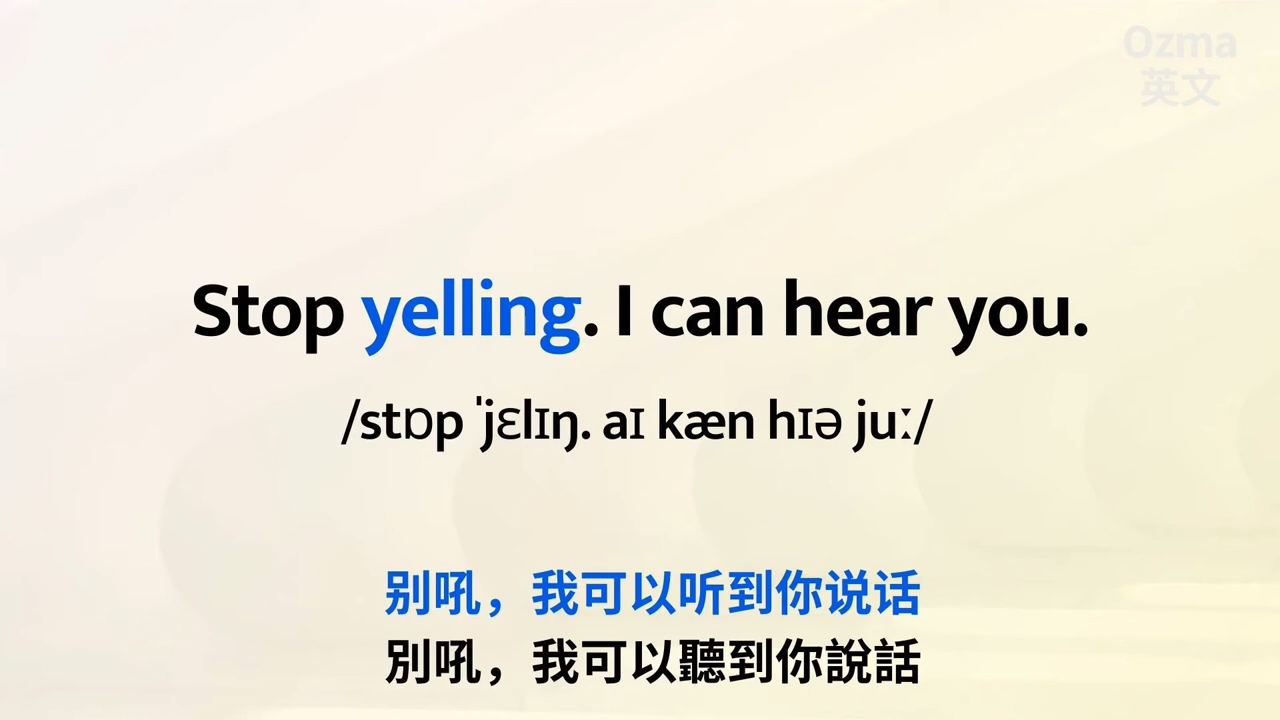 Ozma
英文
Stop yelling. I can hear you.
/stɒp ˈjɛlɪŋ. aɪ kæn hɪə juː/
别吼，我可以听到你说话
別吼，我可以聽到你說話